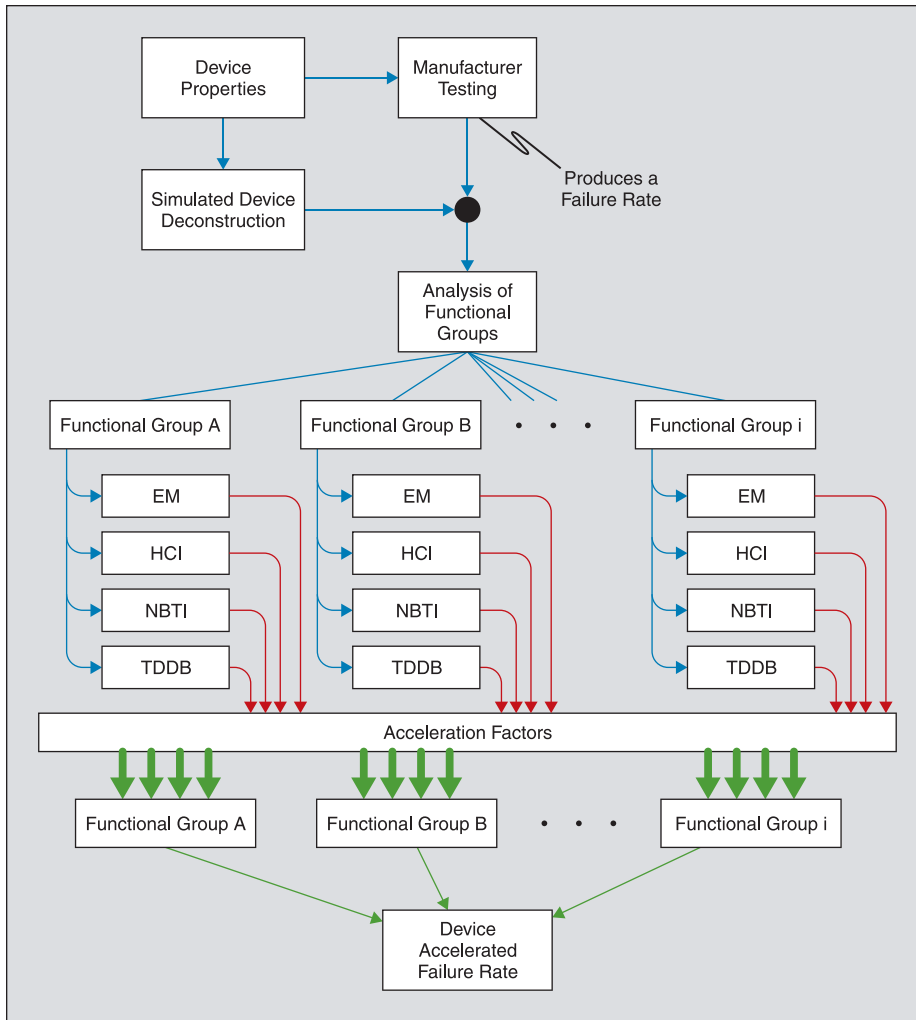 Device
Properties
Manufacturer
Testing
Simulated Device
Deconstruction
Produces a
Failure Rate
Analysis of
Functional
Groups
Functional Group A
Functional Group B
• • •
Functional Group i
EM
HCI
NBTI
TDDB
EM
HCI
NBTI
TDDB
EM
HCI
NBTI
TDDB
Acceleration Factors
Functional Group A
Functional Group B
• • •
Functional Group i
Device
Accelerated
Failure Rate